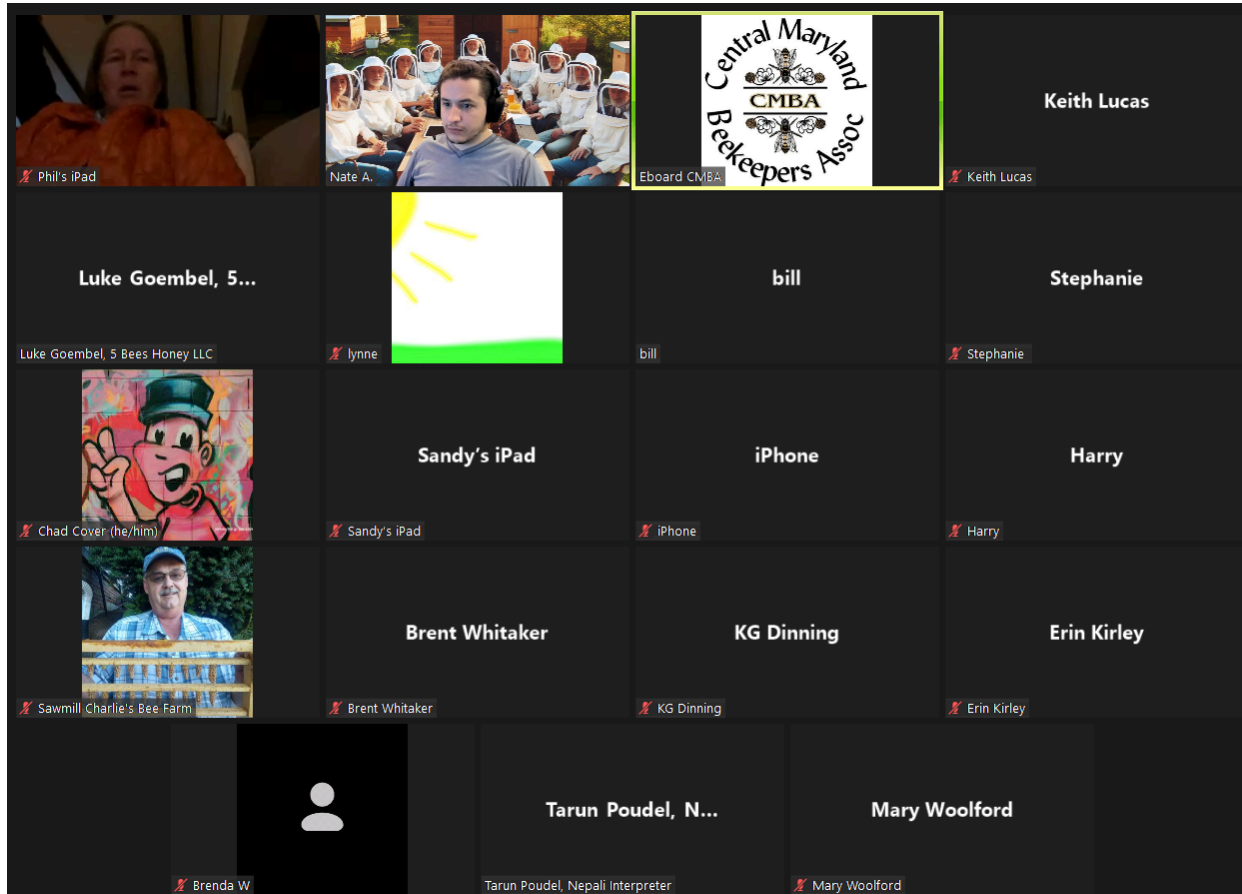 Phil's iPad
Nate A.
Central Maryland
CMBA
Beekeepers Assoc
Eboard CMBA
Keith Lucas
Keith Lucas
Luke Goembel, 5...
Luke Goembel, 5 Bees Honey LLC
lynne
bill
bill
Stephanie
Stephanie
Chad Cover (he/him)
Sandy's iPad
Sandy's iPad
iPhone
iPhone
Harry
Harry
Sawmill Charlie's Bee Farm
Brent Whitaker
Brent Whitaker
KG Dinning
KG Dinning
Erin Kirley
Erin Kirley
Brenda W
Tarun Poudel, N...
Tarun Poudel, Nepali Interpreter
Mary Woolford
Mary Woolford